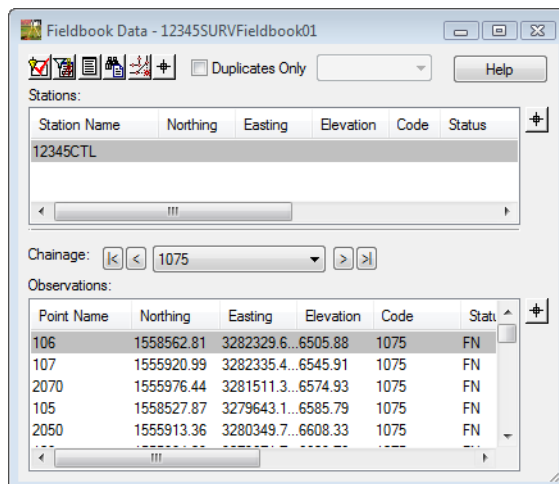 Fieldbook Data - 12345SURVFieldbook01
Duplicates Only
Help
Stations:
Station Name Northing Easting Elevation Code Status
12345CTL
Chainage: 1075
Observations:
Point Name Northing Easting Elevation Code Statu
106 1558562.81 3282329.6...6505.88 1075 FN
107 1555920.99 3282335.4...6545.91 1075 FN
2070 1555976.44 3281511.3...6574.93 1075 FN
105 1558527.87 3279643.1...6585.79 1075 FN
2050 1555913.36 3280349.7...6608.33 1075 FN